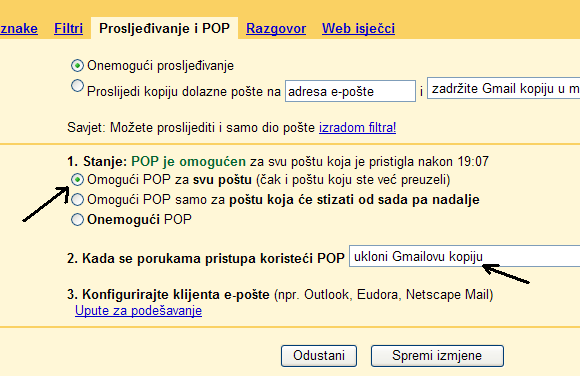 znake Filtri Prosljeđivanje i POP Razgovor Web isječci
Onemogući prosljeđivanje
Proslijedi kopiju dolazne pošte na adresa e-pošte i zadržite Gmail kopiju u m
Savjet: Možete proslijediti i samo dio pošte izradom filtra!
1. Stanje: POP je omogućen za svu poštu koja je pristigla nakon 19:07
Omogući POP za svu poštu (čak i poštu koju ste već preuzeli)
Omogući POP samo za poštu koja će stizati od sada pa nadalje
Onemogući POP
2. Kada se porukama pristupa koristeći POP ukloni Gmailovu kopiju
3. Konfigurirajte klijenta e-pošte (npr. Outlook, Eudora, Netscape Mail)
Upute za podešavanje
Odustani Spremi izmjene